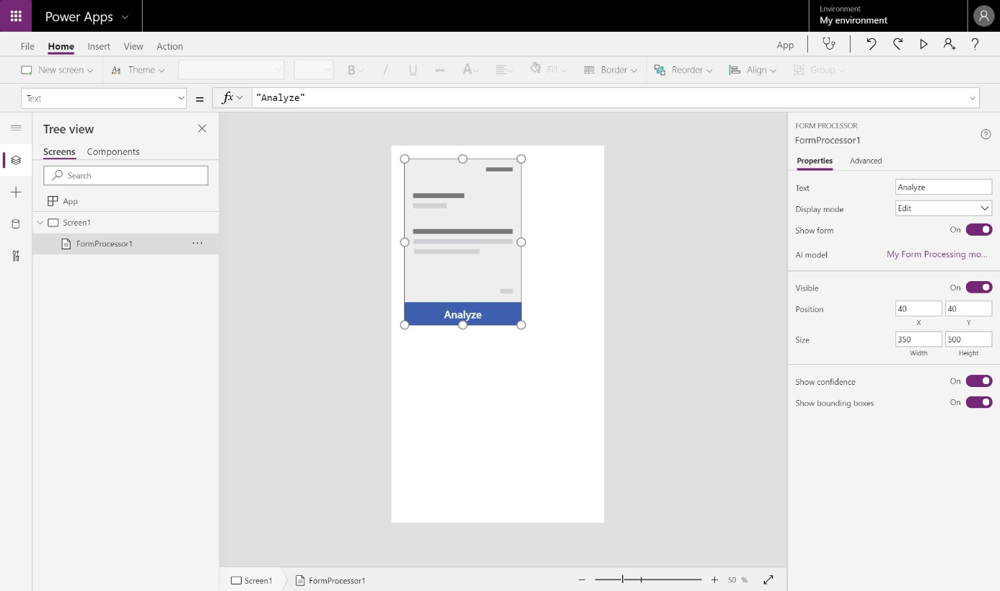 Power Apps
Environment
My environment
File Home Insert View Action App
New screen Theme B / U abc A Fill Border Reorder Align Group
Text = fx "Analyze"
Tree view
Screens Components
Search
App
Screen1
FormProcessor1 ...
Analyze
Screen1 FormProcessor1 50 %
FORM PROCESSOR
FormProcessor1
Properties Advanced
Text Analyze
Display mode Edit
Show form On
AI model My Form Processing mo...
Visible On
Position 40 40
X Y
Size 350 500
Width Height
Show confidence On
Show bounding boxes On